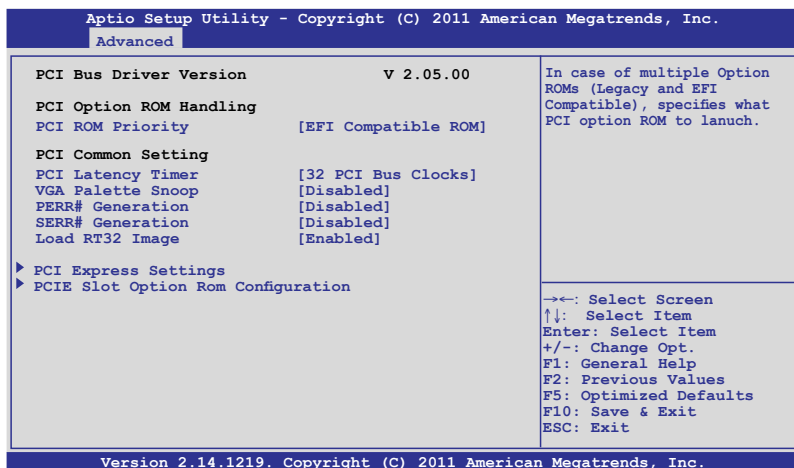 Aptio Setup Utility - Copyright (C) 2011 American Megatrends, Inc.
Advanced
PCI Bus Driver Version V 2.05.00
PCI Option ROM Handling
PCI ROM Priority [EFI Compatible ROM]
PCI Common Setting
PCI Latency Timer [32 PCI Bus Clocks]
VGA Palette Snoop [Disabled]
PERR# Generation [Disabled]
SERR# Generation [Disabled]
Load RT32 Image [Enabled]
PCI Express Settings
PCIE Slot Option Rom Configuration
In case of multiple Option
ROMs (Legacy and EFI
Compatible), specifies what
PCI option ROM to lanuch.
→←: Select Screen
↑↓: Select Item
Enter: Select Item
+/-: Change Opt.
F1: General Help
F2: Previous Values
F5: Optimized Defaults
F10: Save & Exit
ESC: Exit
Version 2.14.1219. Copyright (C) 2011 American Megatrends, Inc.